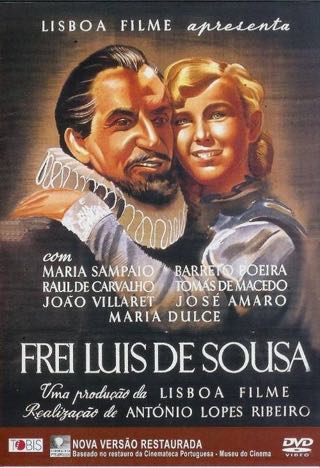 LISBOA FILME apresenta
com
MARIA SAMPAIO BARRETO POEIRA
RAUL DE CARVALHO TOMÁS DE MACEDO
JOÃO VILLARET JOSÉ AMARO
MARIA DULCE
FREI LUIS DE SOUSA
Uma produção da LISBOA FILME
Realização de ANTÓNIO LOPES RIBEIRO
TOBIS
NOVA VERSÃO RESTAURADA
Baseado no restauro da Cinemateca Portuguesa - Museu do Cinema
DVD
VIDEO